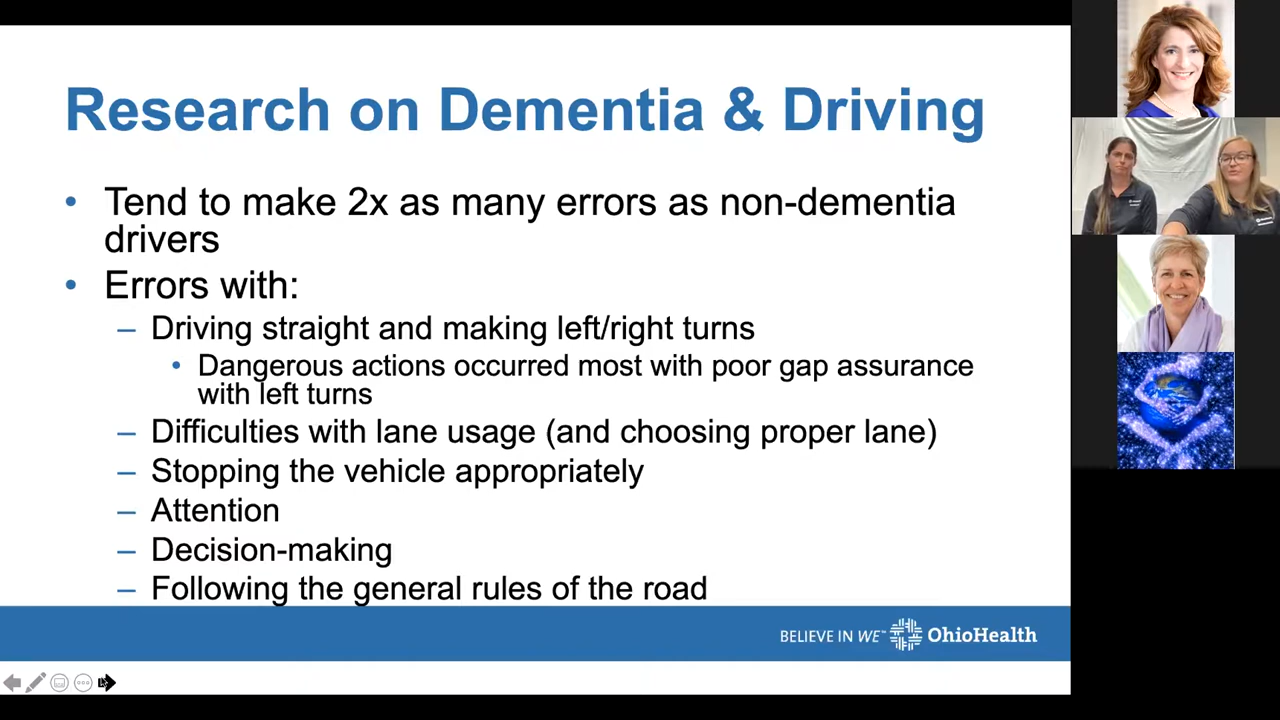 Research on Dementia & Driving
• Tend to make 2x as many errors as non-dementia
drivers
• Errors with:
– Driving straight and making left/right turns
• Dangerous actions occurred most with poor gap assurance
with left turns
– Difficulties with lane usage (and choosing proper lane)
– Stopping the vehicle appropriately
– Attention
– Decision-making
– Following the general rules of the road
BELIEVE IN WE℠ OhioHealth